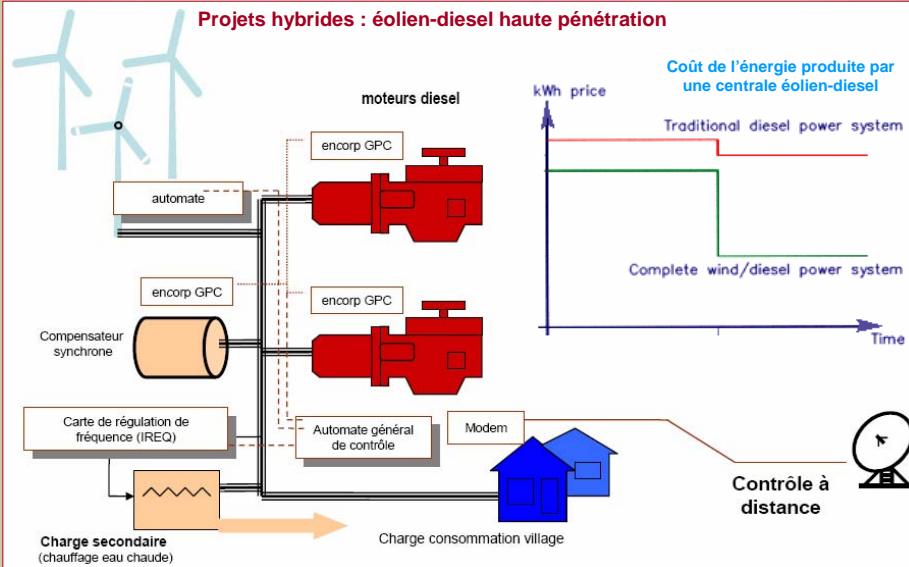 Projets hybrides : éolien-diesel haute pénétration
Coût de l'énergie produite par
une centrale éolien-diesel
kWh price
Traditional diesel power system
Complete wind/diesel power system
Time
moteurs diesel
encorp GPC
automate
encorp GPC
encorp GPC
Compensateur
synchrone
Carte de régulation de
fréquence (IREQ)
Automate général
de contrôle
Modem
Contrôle à
distance
Charge secondaire
(chauffage eau chaude)
Charge consommation village